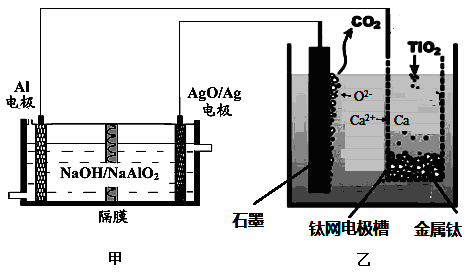 Al
电极
AgO/Ag
电极
NaOH/NaAlO₂
隔膜
甲
CO₂
TIO₂
O²⁻
Ca²⁺
Ca
石墨
钛网电极槽
金属钛
乙